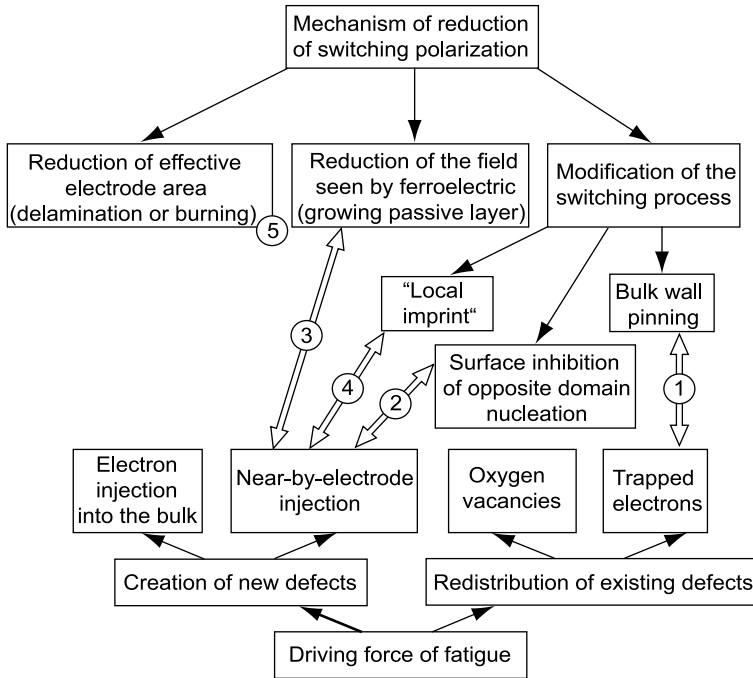 Mechanism of reduction
of switching polarization
Reduction of effective
electrode area
(delamination or burning)
5
Reduction of the field
seen by ferroelectric
(growing passive layer)
Modification of the
switching process
“Local
imprint“
Bulk wall
pinning
3
4
2
Surface inhibition
of opposite domain
nucleation
1
Electron
injection
into the bulk
Near-by-electrode
injection
Oxygen
vacancies
Trapped
electrons
Creation of new defects
Redistribution of existing defects
Driving force of fatigue